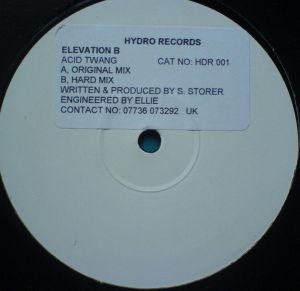 HYDRO RECORDS
ELEVATION B
ACID TWANG CAT NO: HDR 001
A, ORIGINAL MIX
B, HARD MIX
WRITTEN & PRODUCED BY S. STORER
ENGINEERED BY ELLIE
CONTACT NO: 07736 073292 UK